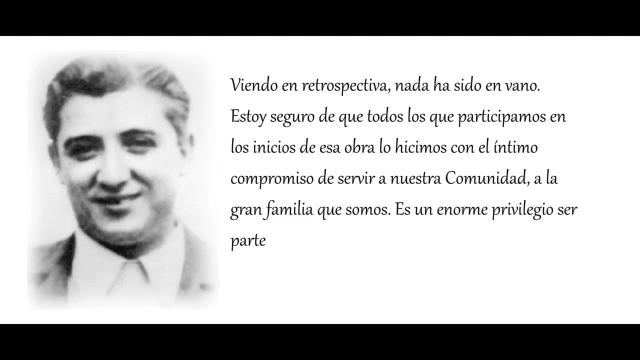 Viendo en retrospectiva, nada ha sido en vano.
Estoy seguro de que todos los que participamos en
los inicios de esa obra lo hicimos con el íntimo
compromiso de servir a nuestra Comunidad, a la
gran familia que somos. Es un enorme privilegio ser
parte